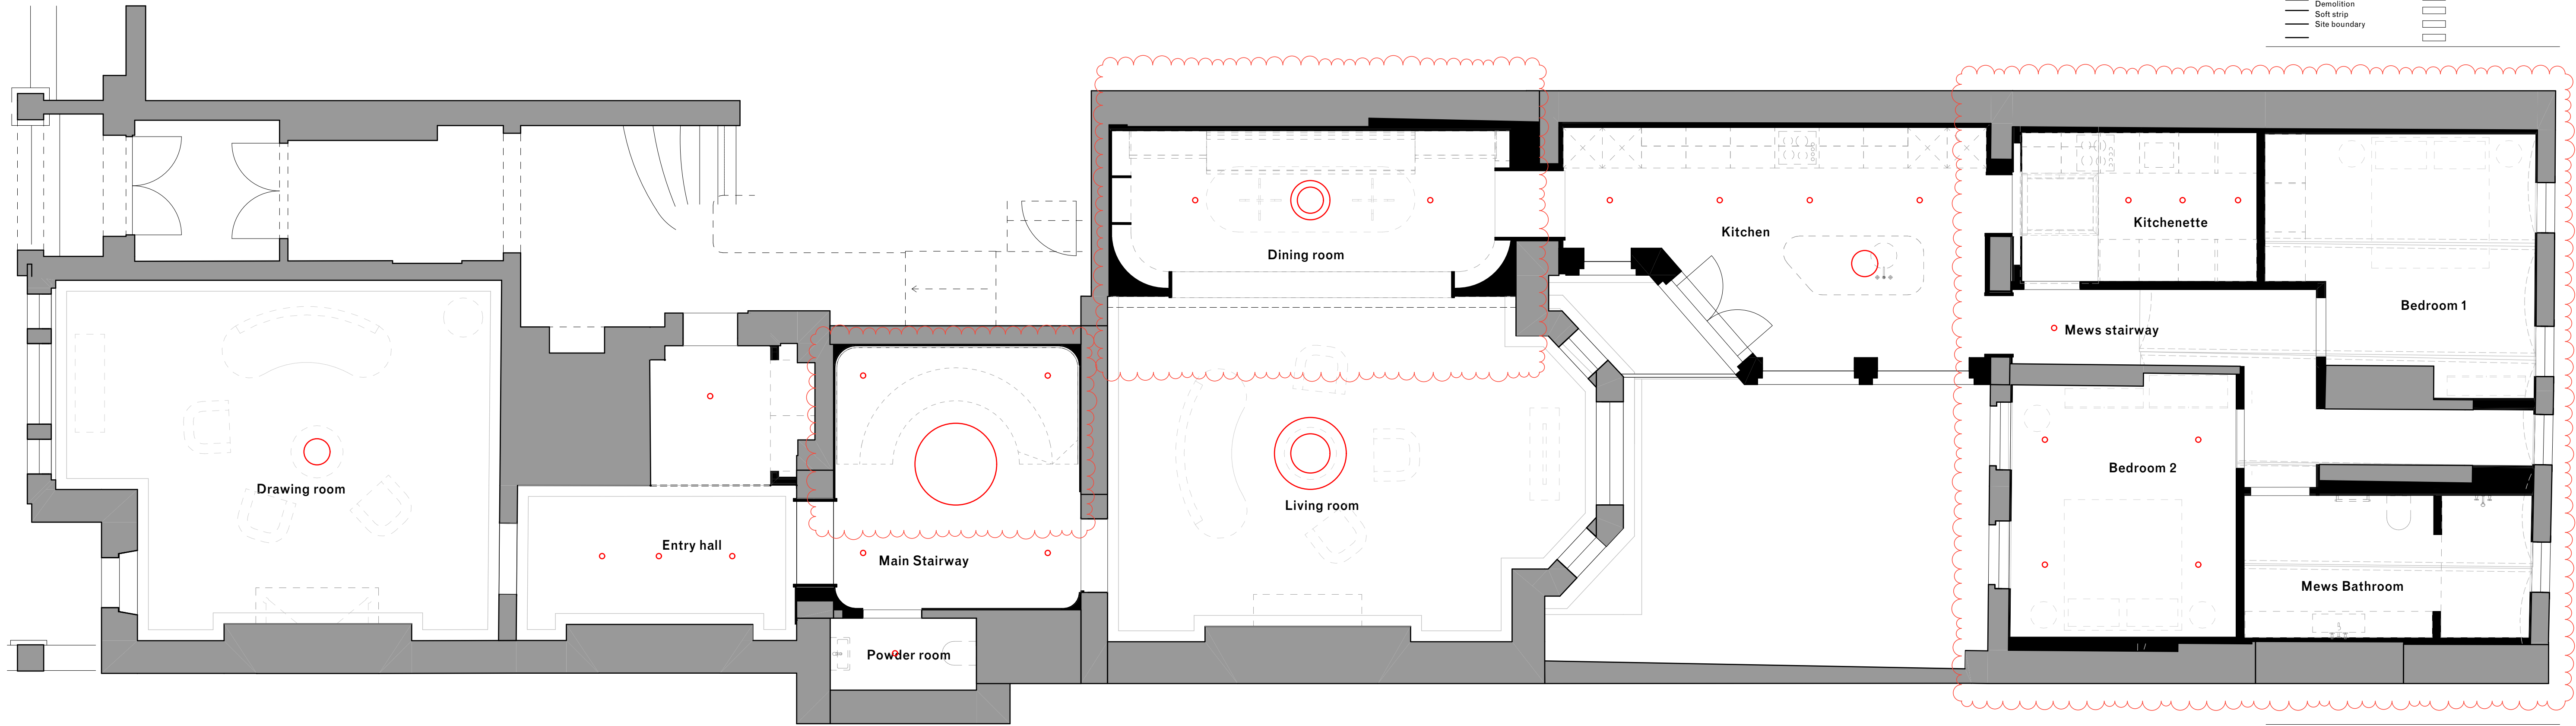 Demolition
Soft strip
Site boundary
Kitchenette
Kitchen
Dining room
Bedroom 1
Mews stairway
Bedroom 2
Drawing room
Living room
Entry hall
Main Stairway
Mews Bathroom
Powder room